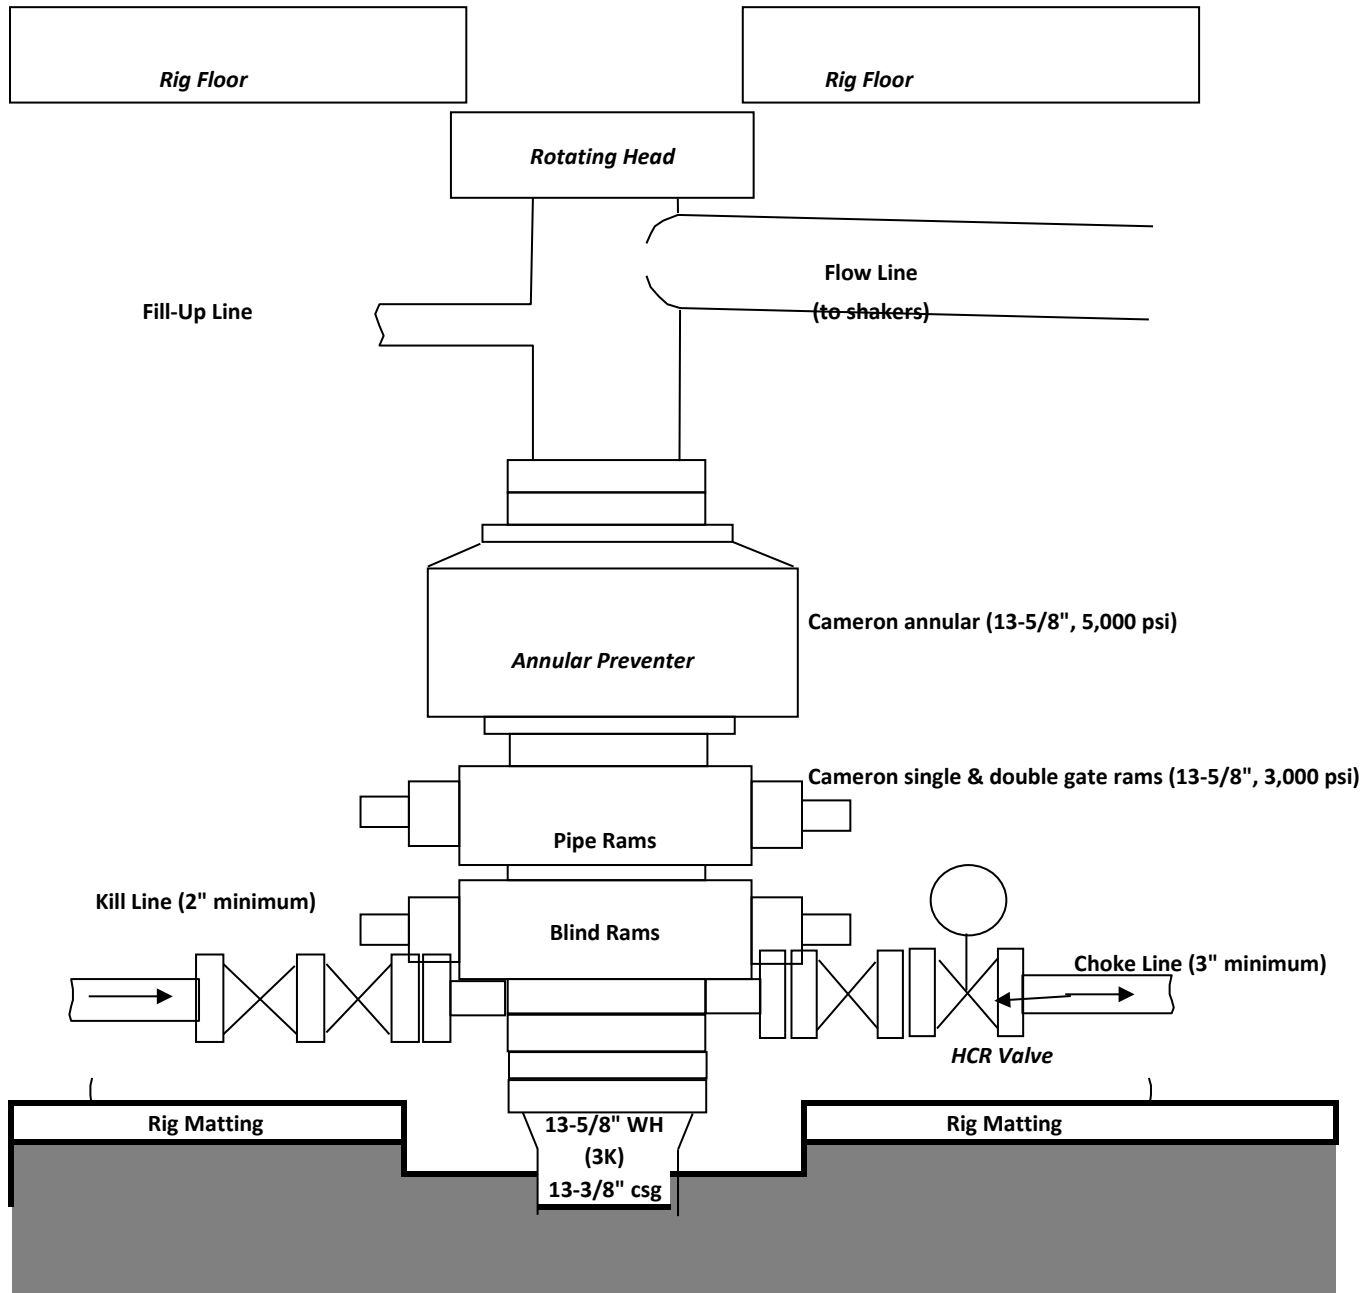 Rig Floor
Rig Floor
Rotating Head
Flow Line
(to shakers)
Fill-Up Line
Cameron annular (13-5/8", 5,000 psi)
Annular Preventer
Cameron single & double gate rams (13-5/8", 3,000 psi)
Pipe Rams
Kill Line (2" minimum)
Blind Rams
Choke Line (3" minimum)
HCR Valve
Rig Matting
13-5/8" WH
(3K)
13-3/8" csg
Rig Matting